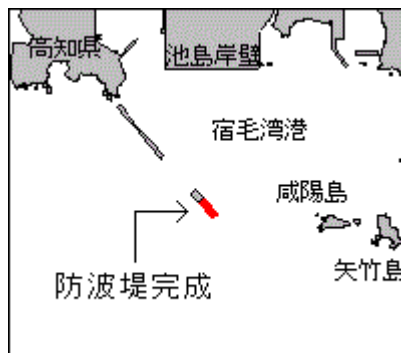 高知県
池島岸壁
宿毛湾港
咸陽島
矢竹島
防波堤完成